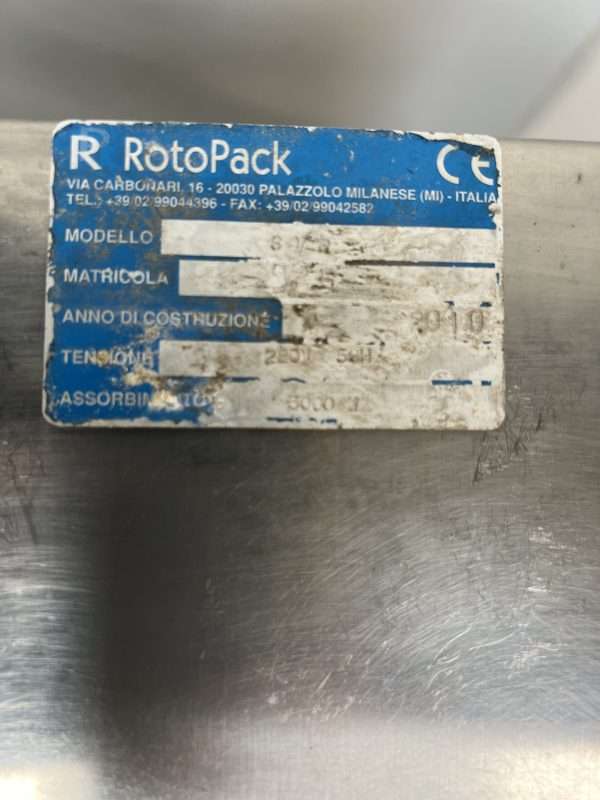 R RotoPack CE
VIA CARBONARI, 16 - 20030 PALAZZOLO MILANESE (MI) - ITALIA
TEL.: +39/02/99044396 - FAX: +39/02/99042582
MODELLO
MATRICOLA
ANNO DI COSTRUZIONE 2010
TENSIONE
ASSORBIMENTO